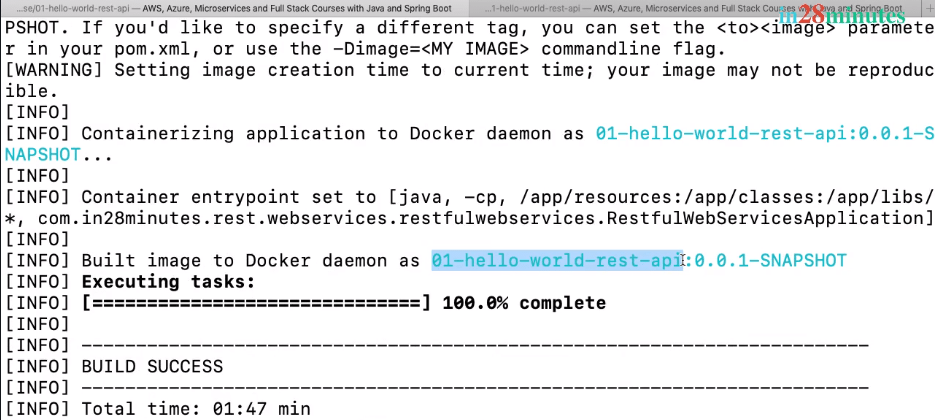 ...se/01-hello-world-rest-api — AWS, Azure, Microservices and Full Stack Courses with Java and Spring Boot
...1-hello-world-rest-api — AWS, Azure, Microservices and Full Stack Courses with Java and Spring Boot
+
in28minutes
PSHOT. If you'd like to specify a different tag, you can set the <to><image> paramete
r in your pom.xml, or use the -Dimage=<MY IMAGE> commandline flag.
[WARNING] Setting image creation time to current time; your image may not be reproduc
ible.
[INFO]
[INFO] Containerizing application to Docker daemon as 01-hello-world-rest-api:0.0.1-S
NAPSHOT...
[INFO]
[INFO] Container entrypoint set to [java, -cp, /app/resources:/app/classes:/app/libs/
*, com.in28minutes.rest.webservices.restfulwebservices.RestfulWebServicesApplication]
[INFO]
[INFO] Built image to Docker daemon as 01-hello-world-rest-api:0.0.1-SNAPSHOT
[INFO] Executing tasks:
[INFO] [==============================] 100.0% complete
[INFO]
[INFO] ------------------------------------------------------------------------
[INFO] BUILD SUCCESS
[INFO] ------------------------------------------------------------------------
[INFO] Total time: 01:47 min